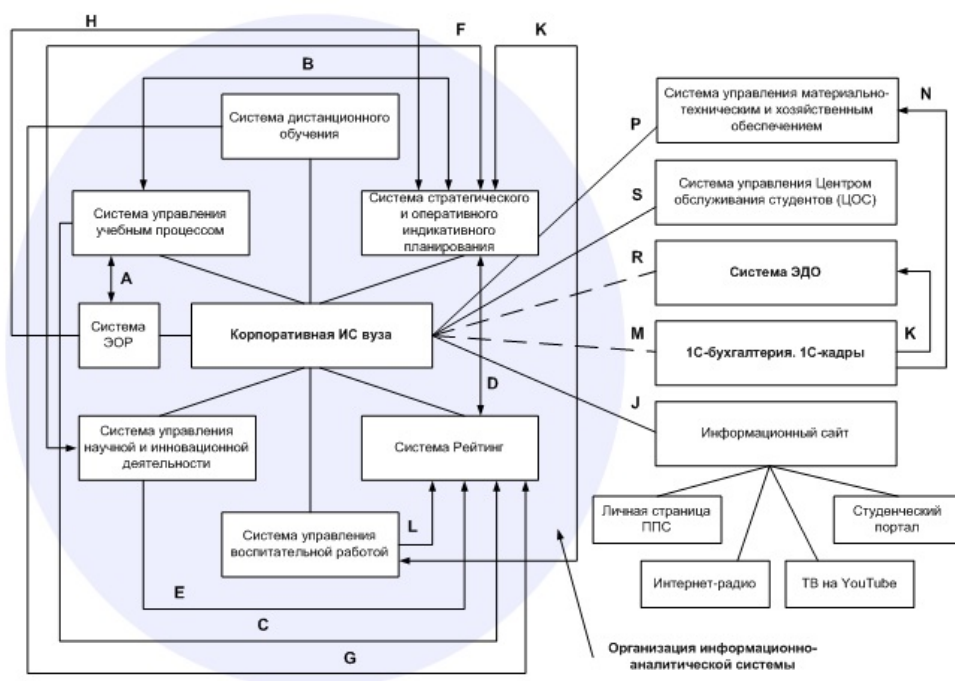 H
F
K
B
Система дистанционного
обучения
Система управления материально-
техническим и хозяйственным
обеспечением
N
P
Система управления
учебным процессом
Система стратегического
и оперативного
индикативного
планирования
Система управления Центром
обслуживания студентов (ЦОС)
S
A
R
Система ЭДО
Система
ЭОР
Корпоративная ИС вуза
M
1С-бухгалтерия. 1С-кадры
K
D
J
Система управления
научной и инновационной
деятельности
Система Рейтинг
Информационный сайт
L
Система управления
воспитательной работой
Личная страница
ППС
Студенческий
портал
Интернет-радио
ТВ на YouTube
E
C
G
Организация информационно-
аналитической системы